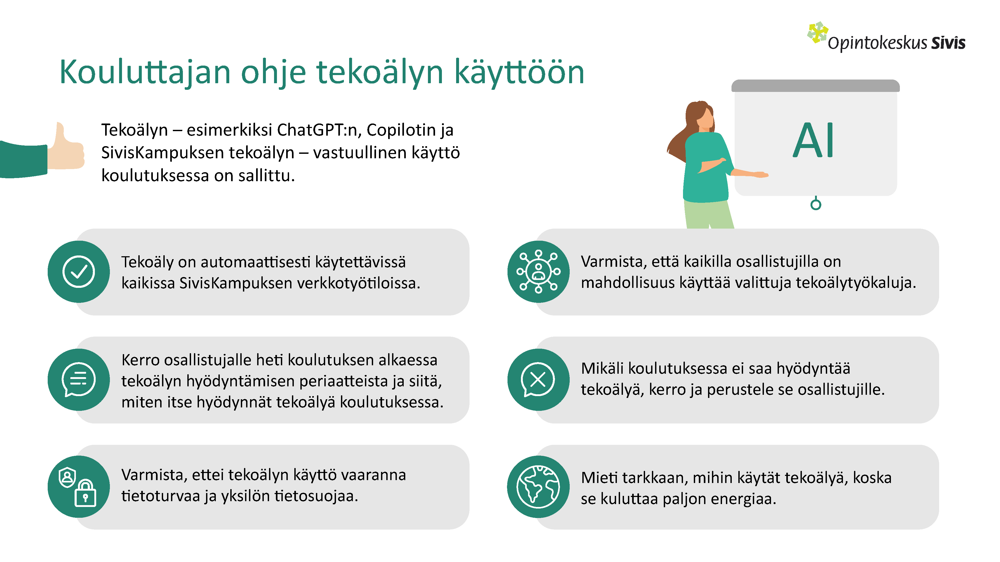 Opintokeskus Sivis
Kouluttajan ohje tekoälyn käyttöön
Tekoälyn – esimerkiksi ChatGPT:n, Copilotin ja
SivisKampuksen tekoälyn – vastuullinen käyttö
koulutuksessa on sallittu.
AI
Tekoäly on automaattisesti käytettävissä
kaikissa SivisKampuksen verkkotyötiloissa.
Varmista, että kaikilla osallistujilla on
mahdollisuus käyttää valittuja tekoälytyökaluja.
Kerro osallistujalle heti koulutuksen alkaessa
tekoälyn hyödyntämisen periaatteista ja siitä,
miten itse hyödynnät tekoälyä koulutuksessa.
Mikäli koulutuksessa ei saa hyödyntää
tekoälyä, kerro ja perustele se osallistujille.
Varmista, ettei tekoälyn käyttö vaaranna
tietoturvaa ja yksilön tietosuojaa.
Mieti tarkkaan, mihin käytät tekoälyä, koska
se kuluttaa paljon energiaa.